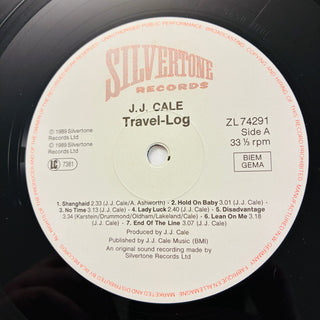 SILVERTONE
RECORDS
J.J. CALE
Travel-Log
ZL 74291
Side A
33 ⅓ rpm
℗ 1989 Silvertone
Records Ltd
© 1989 Silvertone
Records Ltd
LC 7381
BIEM
GEMA
1.Shanghaid 2.33 (J.J. Cale/A. Ashworth) - 2. Hold On Baby 3.01 (J.J. Cale)
- 3. No Time 3.13 (J.J. Cale) - 4. Lady Luck 2.40 (J.J. Cale) - 5. Disadvantage
3.34 (Karstein/Drummond/Oldham/Lakeland/Cale) - 6. Lean On Me 3.18
(J.J. Cale) - 7. End Of The Line 3.07 (J.J. Cale)
Produced by J.J. Cale
Published by J.J. Cale Music (BMI)
An original sound recording made by
Silvertone Records Ltd